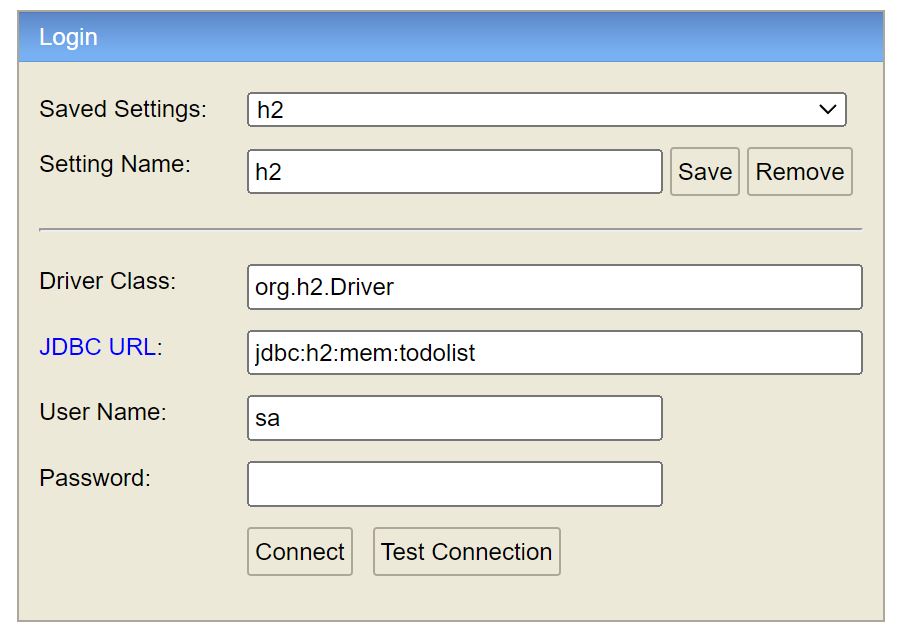 Login
Saved Settings: h2
Setting Name: h2 Save Remove
Driver Class: org.h2.Driver
JDBC URL: jdbc:h2:mem:todolist
User Name: sa
Password:
Connect Test Connection